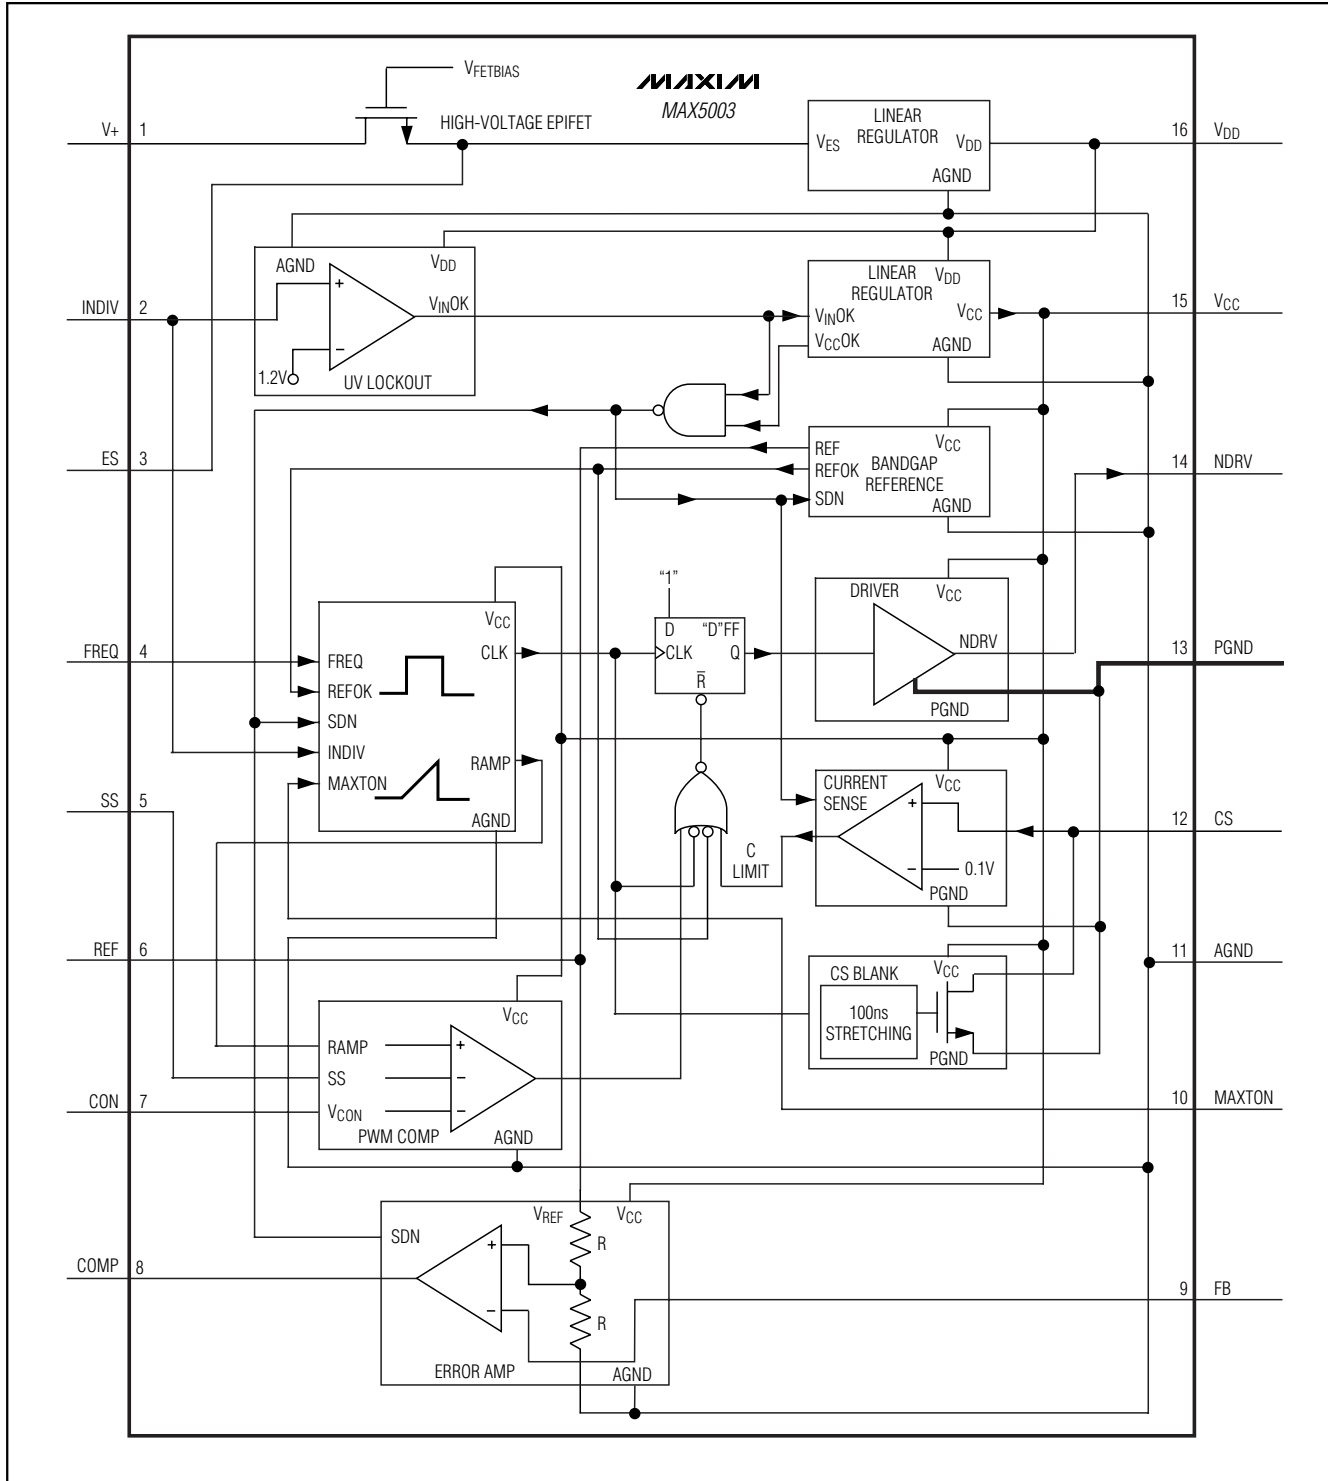 MAXIM
MAX5003
VFETBIAS
V+ 1
HIGH-VOLTAGE EPIFET
LINEAR
REGULATOR
VES
VDD
AGND
16 VDD
AGND
VDD
VINOK
1.2V
UV LOCKOUT
INDIV 2
LINEAR
REGULATOR
VDD
VINOK
VCCOK
VCC
AGND
15 VCC
ES 3
REF
REFOK
SDN
BANDGAP
REFERENCE
VCC
AGND
14 NDRV
FREQ 4
VCC
CLK
FREQ
REFOK
SDN
INDIV
MAXTON
RAMP
AGND
"1"
D "D"FF
CLK Q
R̅
DRIVER
VCC
NDRV
PGND
13 PGND
SS 5
C
LIMIT
CURRENT
SENSE
VCC
+
−
0.1V
PGND
12 CS
REF 6
CS BLANK
VCC
100ns
STRETCHING
PGND
11 AGND
CON 7
VCC
RAMP
SS
VCON
+
−
−
PWM COMP
AGND
10 MAXTON
COMP 8
SDN
VREF
VCC
R
R
+
−
ERROR AMP
AGND
9 FB
+
−